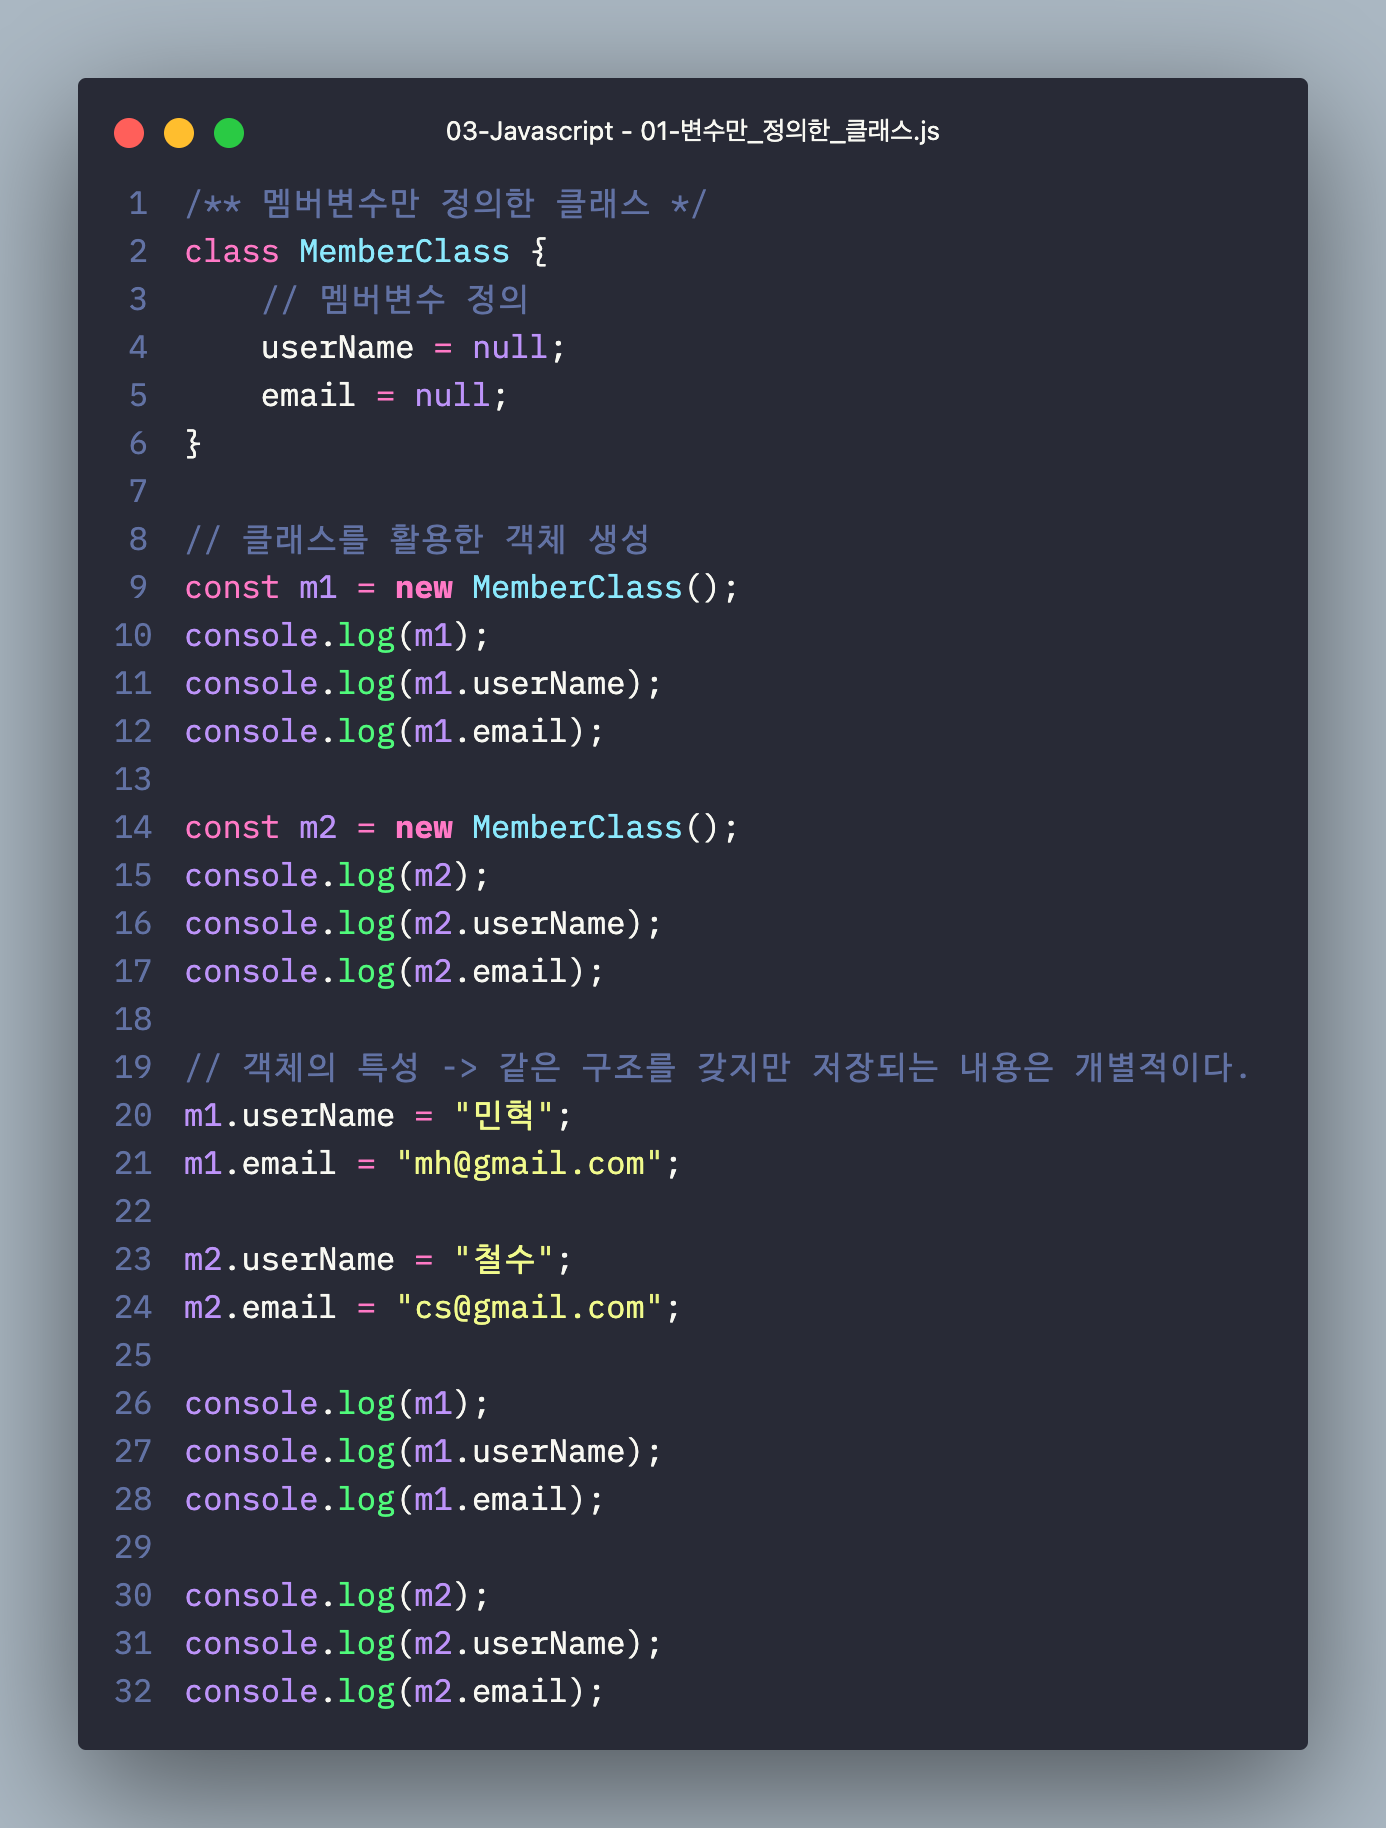 03-Javascript - 01-변수만_정의한_클래스.js
1 /** 멤버변수만 정의한 클래스 */
2 class MemberClass {
3     // 멤버변수 정의
4     userName = null;
5     email = null;
6 }
7
8 // 클래스를 활용한 객체 생성
9 const m1 = new MemberClass();
10 console.log(m1);
11 console.log(m1.userName);
12 console.log(m1.email);
13
14 const m2 = new MemberClass();
15 console.log(m2);
16 console.log(m2.userName);
17 console.log(m2.email);
18
19 // 객체의 특성 -> 같은 구조를 갖지만 저장되는 내용은 개별적이다.
20 m1.userName = "민혁";
21 m1.email = "mh@gmail.com";
22
23 m2.userName = "철수";
24 m2.email = "cs@gmail.com";
25
26 console.log(m1);
27 console.log(m1.userName);
28 console.log(m1.email);
29
30 console.log(m2);
31 console.log(m2.userName);
32 console.log(m2.email);